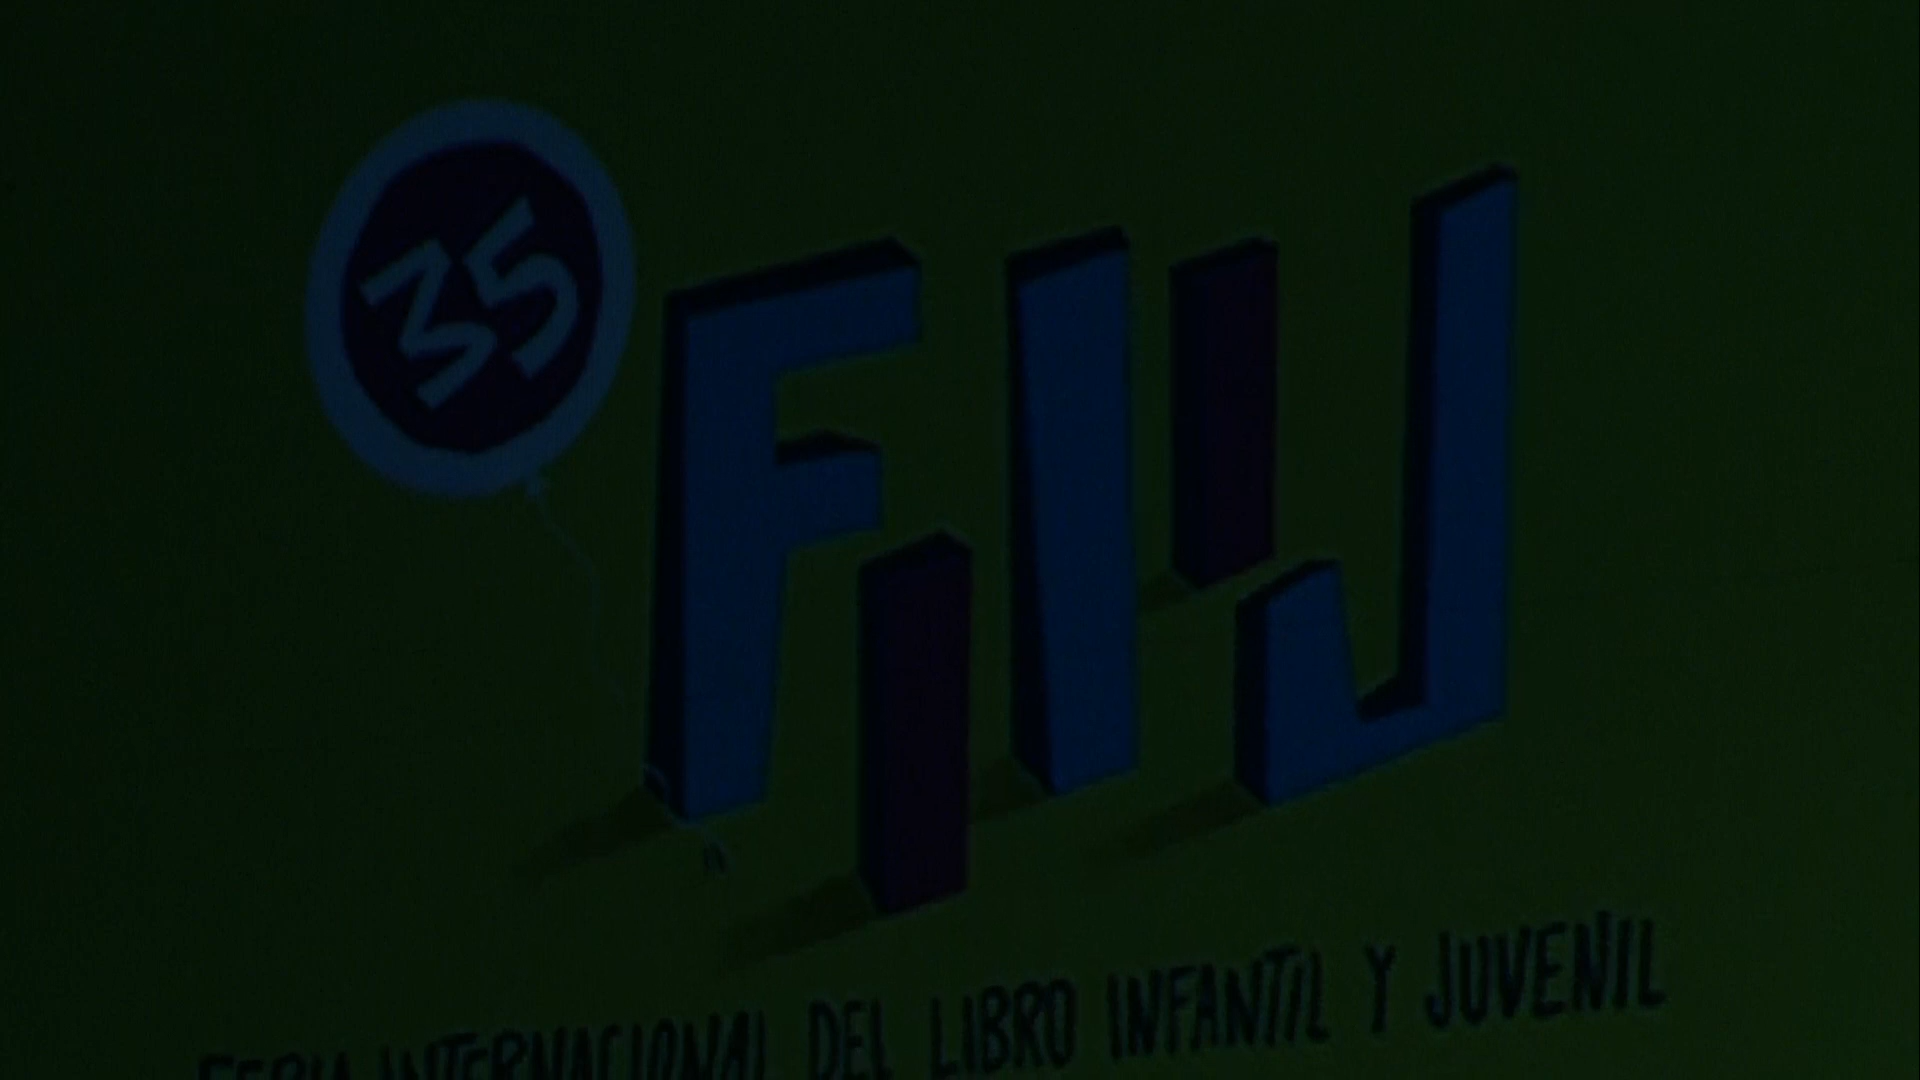 35
FILIJ
FERIA INTERNACIONAL DEL LIBRO INFANTIL Y JUVENIL